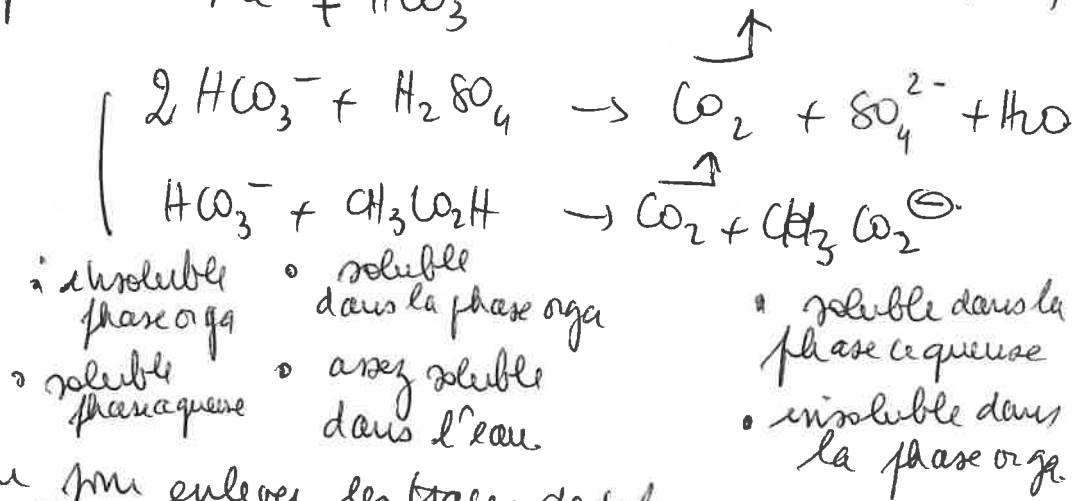 + HCO₃
2 HCO₃⁻ + H₂SO₄ → CO₂ ↑ + SO₄²⁻ + H₂O
HCO₃⁻ + CH₃CO₂H → CO₂ ↑ + CH₃CO₂⊖.
• insoluble
phase orga
• soluble
phase aqueuse
• soluble
dans la phase orga
• assez soluble
dans l'eau.
• soluble dans la
phase aqueuse
• insoluble dans
la phase orga.
enlever les traces